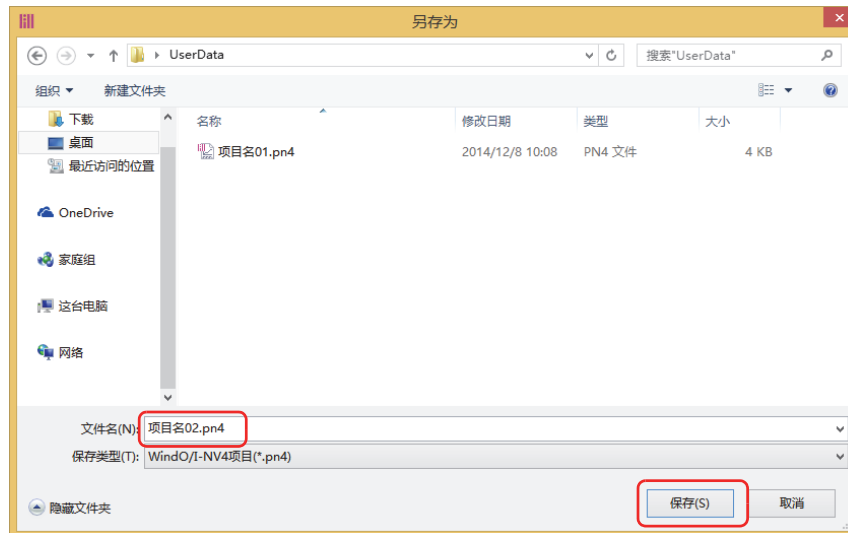 另存为
UserData
搜索"UserData"
组织 新建文件夹
名称 修改日期 类型 大小
下载
桌面
最近访问的位置
OneDrive
家庭组
这台电脑
网络
项目名01.pn4 2014/12/8 10:08 PN4 文件 4 KB
文件名(N): 项目名02.pn4
保存类型(T): WindO/I-NV4项目(*.pn4)
隐藏文件夹 保存(S) 取消